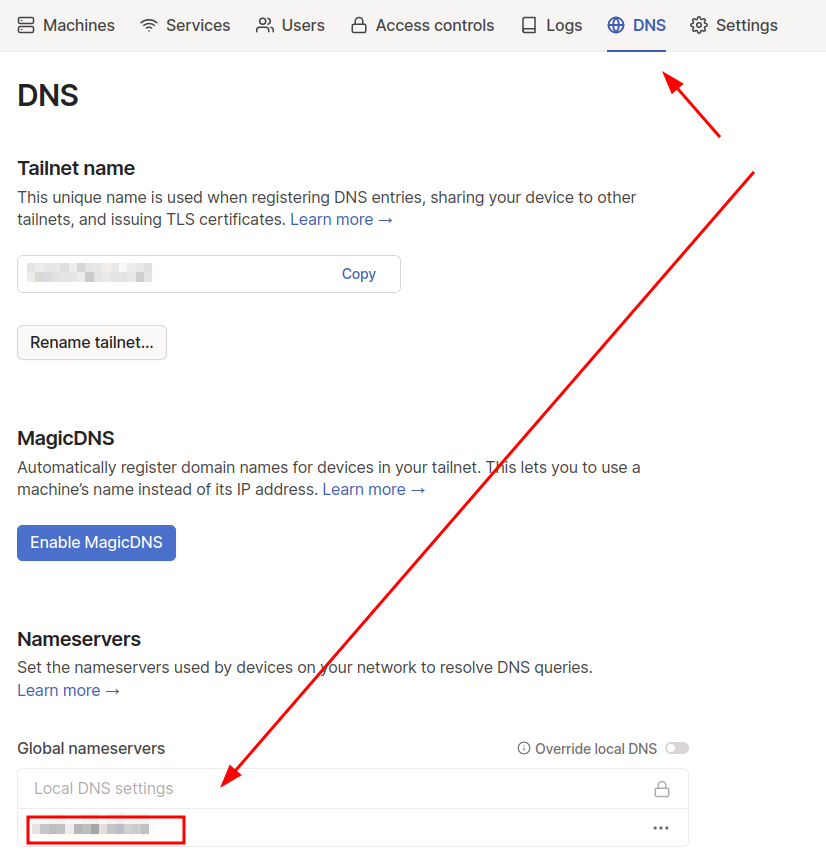 Machines Services Users Access controls Logs DNS Settings
DNS
Tailnet name
This unique name is used when registering DNS entries, sharing your device to other
tailnets, and issuing TLS certificates. Learn more →
Copy
Rename tailnet...
MagicDNS
Automatically register domain names for devices in your tailnet. This lets you to use a
machine’s name instead of its IP address. Learn more →
Enable MagicDNS
Nameservers
Set the nameservers used by devices on your network to resolve DNS queries.
Learn more →
Global nameservers Override local DNS
Local DNS settings